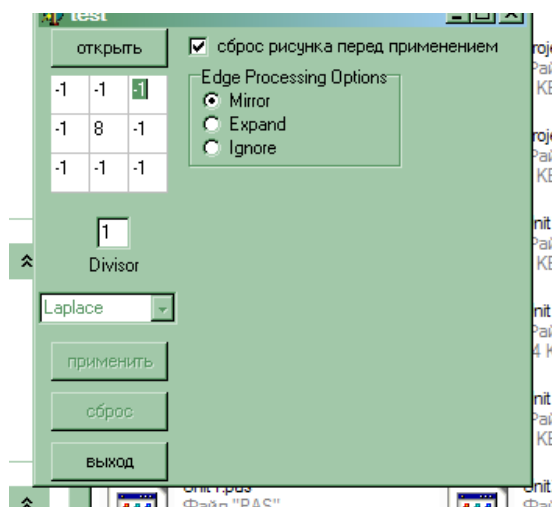 test
открыть
сброс рисунка перед применением
-1 -1 -1
-1 8 -1
-1 -1 -1
Edge Processing Options
Mirror
Expand
Ignore
1
Divisor
Laplace
применить
сброс
выход
Unit1.pas
Файл "PAS"